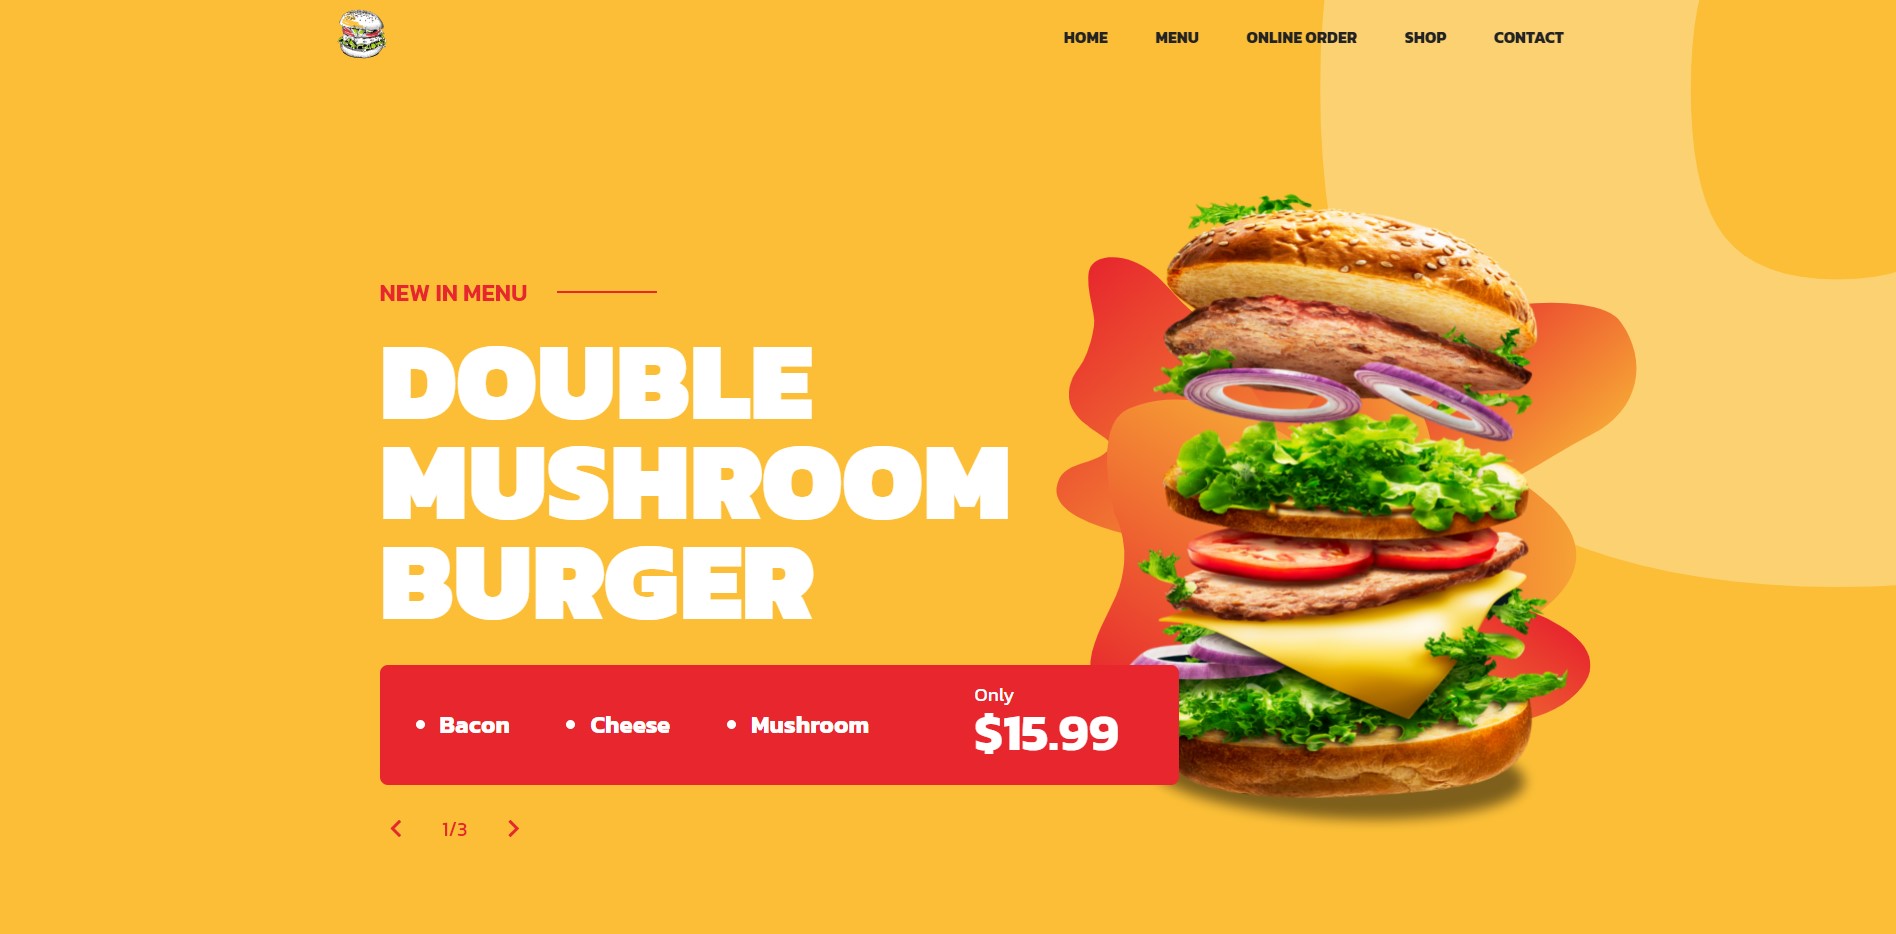 HOME MENU ONLINE ORDER SHOP CONTACT
NEW IN MENU
DOUBLE
MUSHROOM
BURGER
• Bacon • Cheese • Mushroom
Only
$15.99
1/3